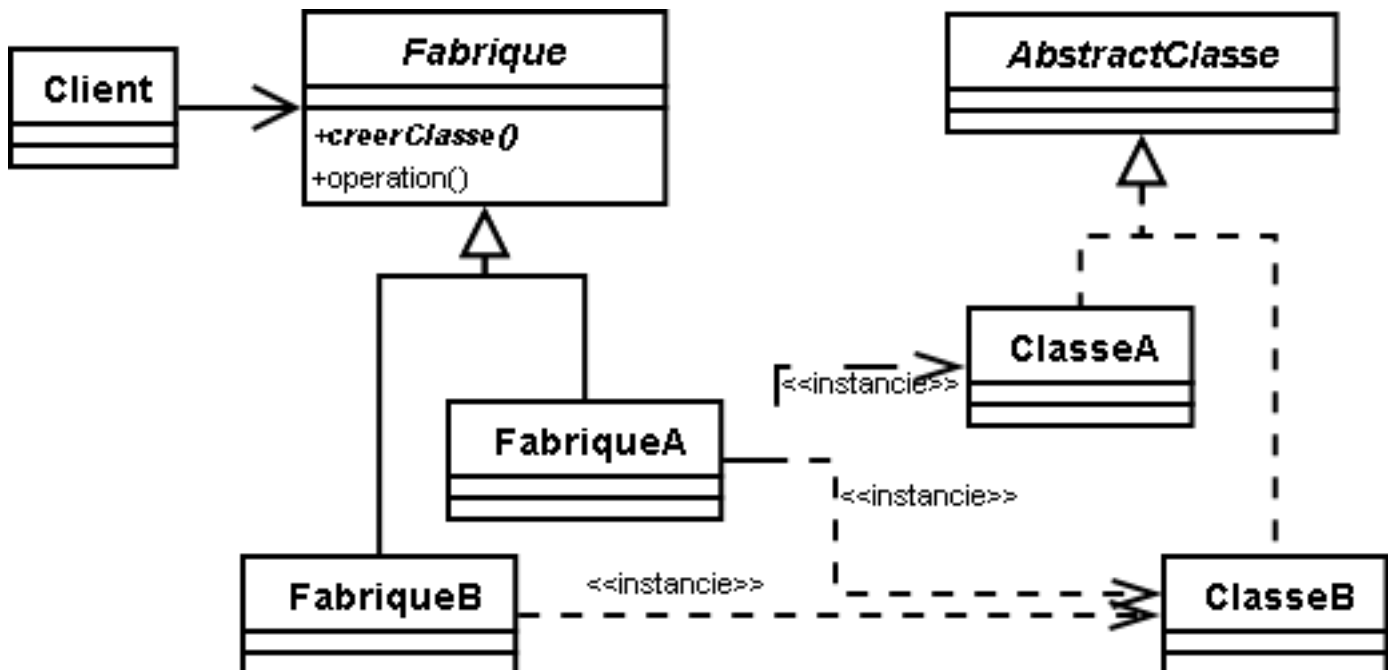 Client
Fabrique
+creerClasse()
+operation()
AbstractClasse
ClasseA
<<instancie>>
FabriqueA
<<instancie>>
FabriqueB
<<instancie>>
ClasseB